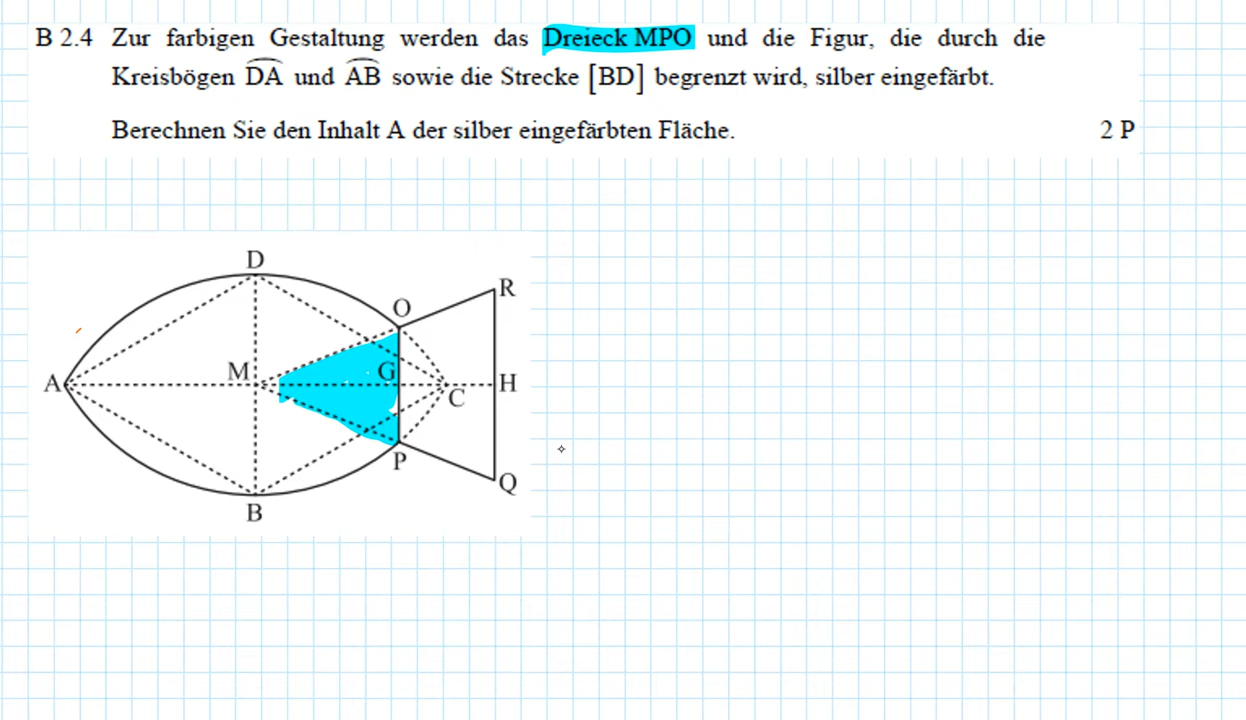 B 2.4 Zur farbigen Gestaltung werden das Dreieck MPO und die Figur, die durch die
Kreisbögen DA und AB sowie die Strecke [BD] begrenzt wird, silber eingefärbt.
Berechnen Sie den Inhalt A der silber eingefärbten Fläche. 2 P
D
R
O
A M G C H
P
Q
B